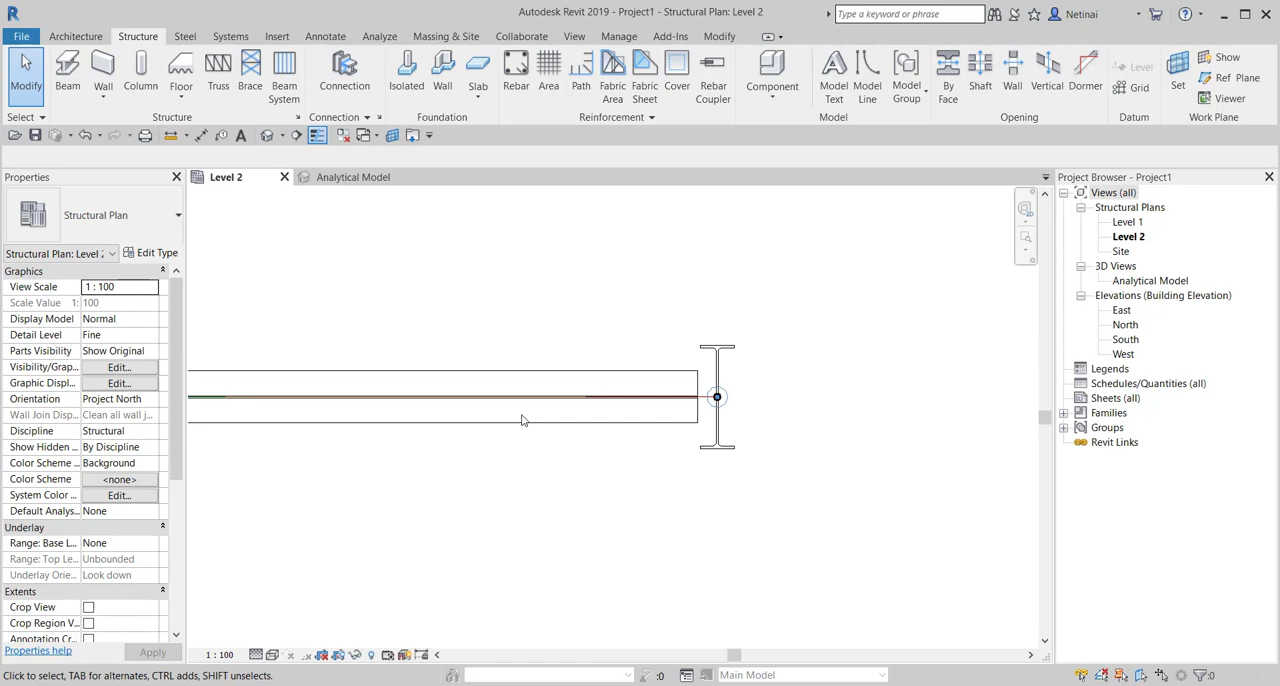 Autodesk Revit 2019 - Project1 - Structural Plan: Level 2
Type a keyword or phrase
Netinai
File Architecture Structure Steel Systems Insert Annotate Analyze Massing & Site Collaborate View Manage Add-Ins Modify
Modify
Beam
Wall
Column
Floor
Truss
Brace
Beam System
Connection
Isolated
Wall
Slab
Rebar
Area
Path
Fabric Area
Fabric Sheet
Cover
Rebar Coupler
Component
Model Text
Model Line
Model Group
By Face
Shaft
Wall
Vertical
Dormer
Level
Grid
Set
Show
Ref Plane
Viewer
Select Structure Connection Foundation Reinforcement Model Opening Datum Work Plane
Properties
Level 2
Analytical Model
Project Browser - Project1
Structural Plan
Structural Plan: Level 2
Edit Type
Graphics
View Scale 1 : 100
Scale Value 1: 100
Display Model Normal
Detail Level Fine
Parts Visibility Show Original
Visibility/Grap... Edit...
Graphic Displ... Edit...
Orientation Project North
Wall Join Disp... Clean all wall j...
Discipline Structural
Show Hidden ... By Discipline
Color Scheme ... Background
Color Scheme <none>
System Color ... Edit...
Default Analys... None
Underlay
Range: Base L... None
Range: Top Le... Unbounded
Underlay Orie... Look down
Extents
Crop View
Crop Region V...
Annotation Cr...
Properties help
Apply
2D
Views (all)
Structural Plans
Level 1
Level 2
Site
3D Views
Analytical Model
Elevations (Building Elevation)
East
North
South
West
Legends
Schedules/Quantities (all)
Sheets (all)
Families
Groups
Revit Links
1 : 100
Click to select, TAB for alternates, CTRL adds, SHIFT unselects.
:0
Main Model
:0